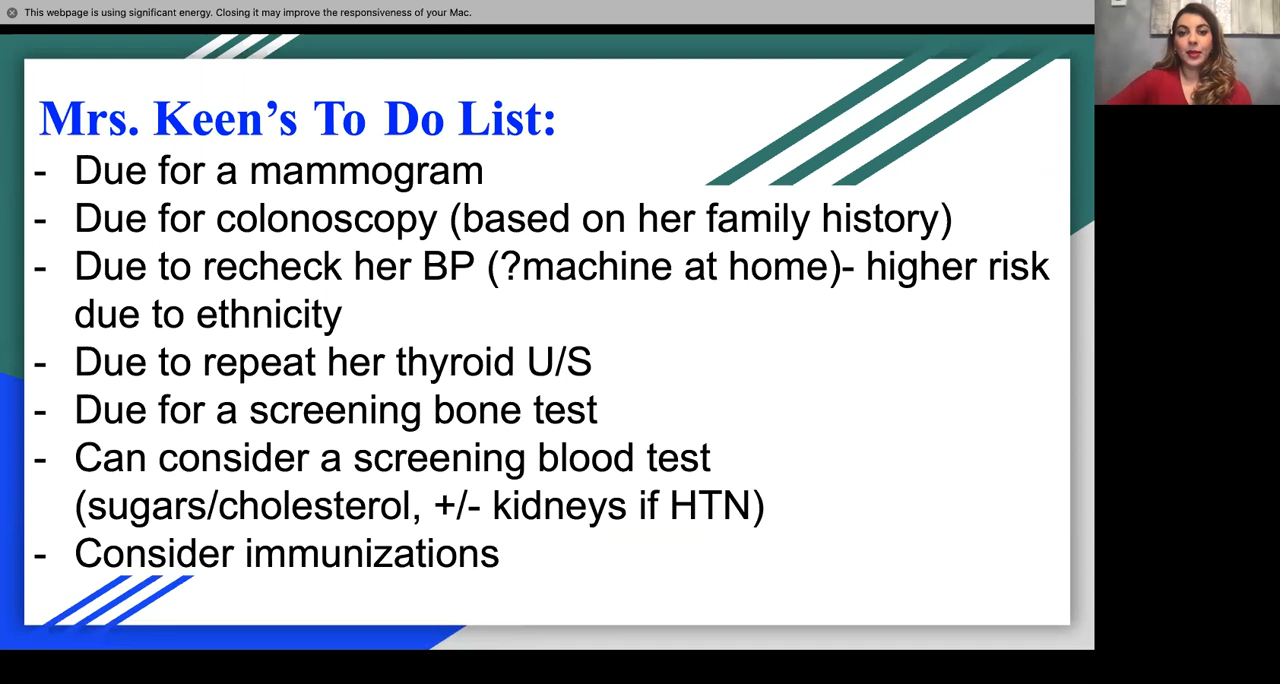 This webpage is using significant energy. Closing it may improve the responsiveness of your Mac.
Mrs. Keen's To Do List:
- Due for a mammogram
- Due for colonoscopy (based on her family history)
- Due to recheck her BP (?machine at home)- higher risk
due to ethnicity
- Due to repeat her thyroid U/S
- Due for a screening bone test
- Can consider a screening blood test
(sugars/cholesterol, +/- kidneys if HTN)
- Consider immunizations